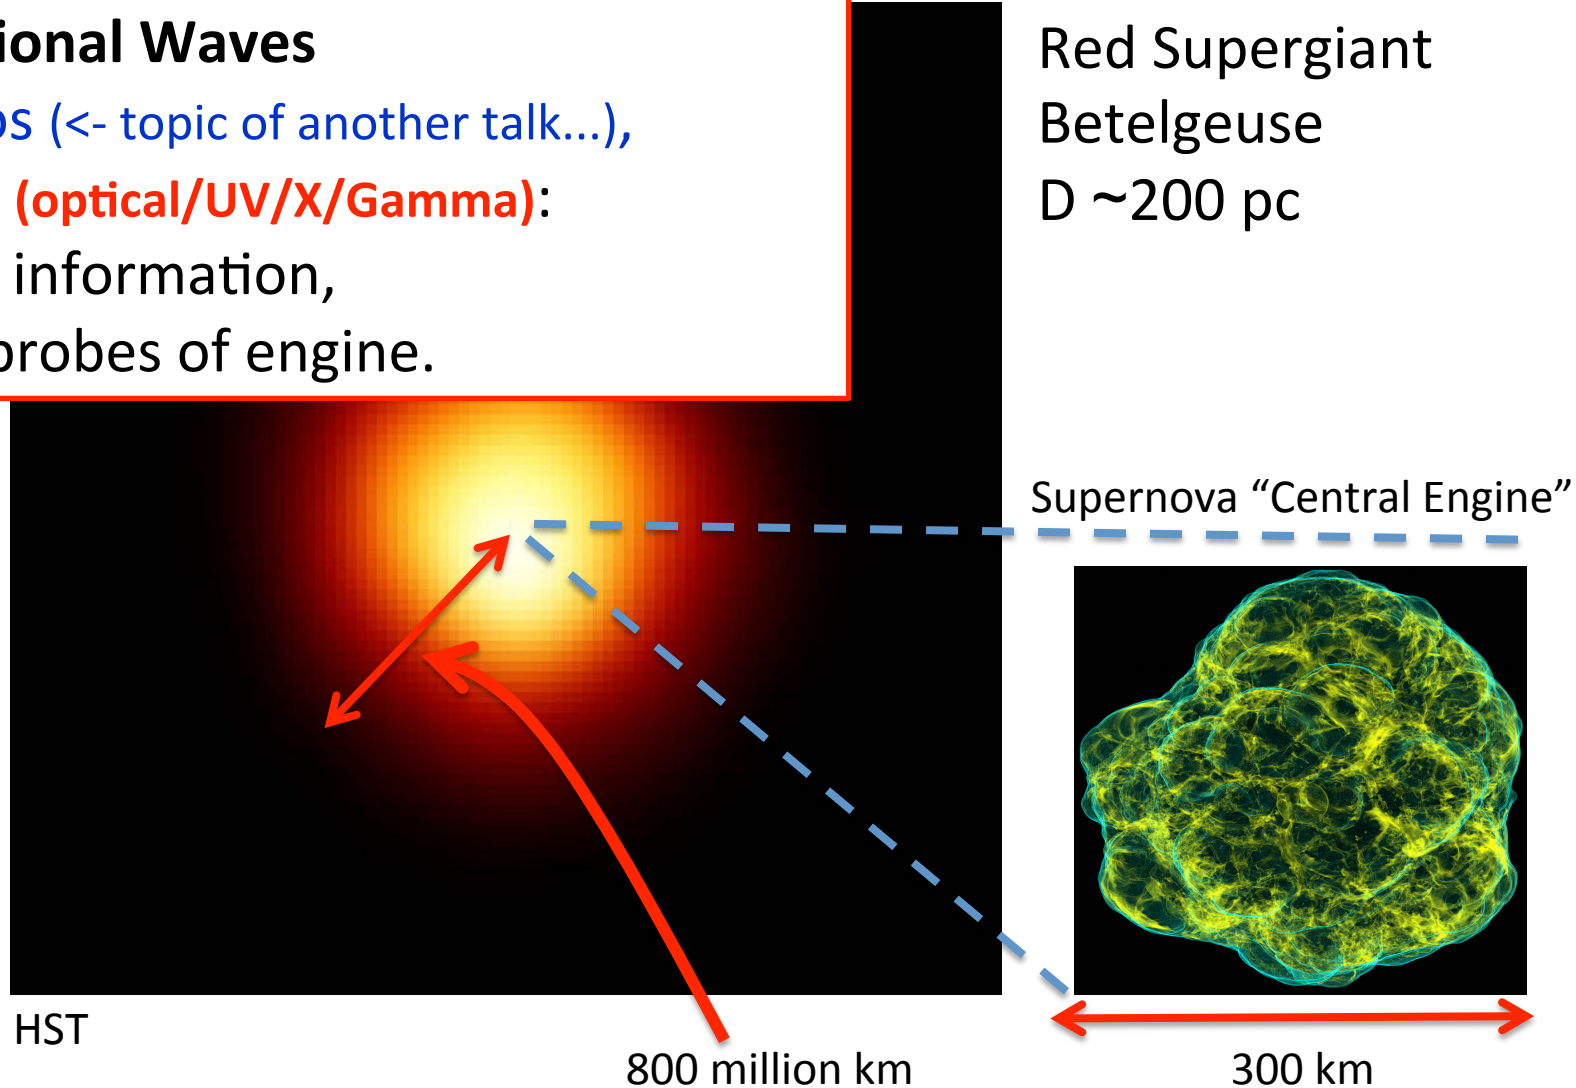 ional Waves
s (<- topic of another talk...),
(optical/UV/X/Gamma):
information,
probes of engine.
Red Supergiant
Betelgeuse
D ~200 pc
Supernova “Central Engine”
HST
800 million km
300 km